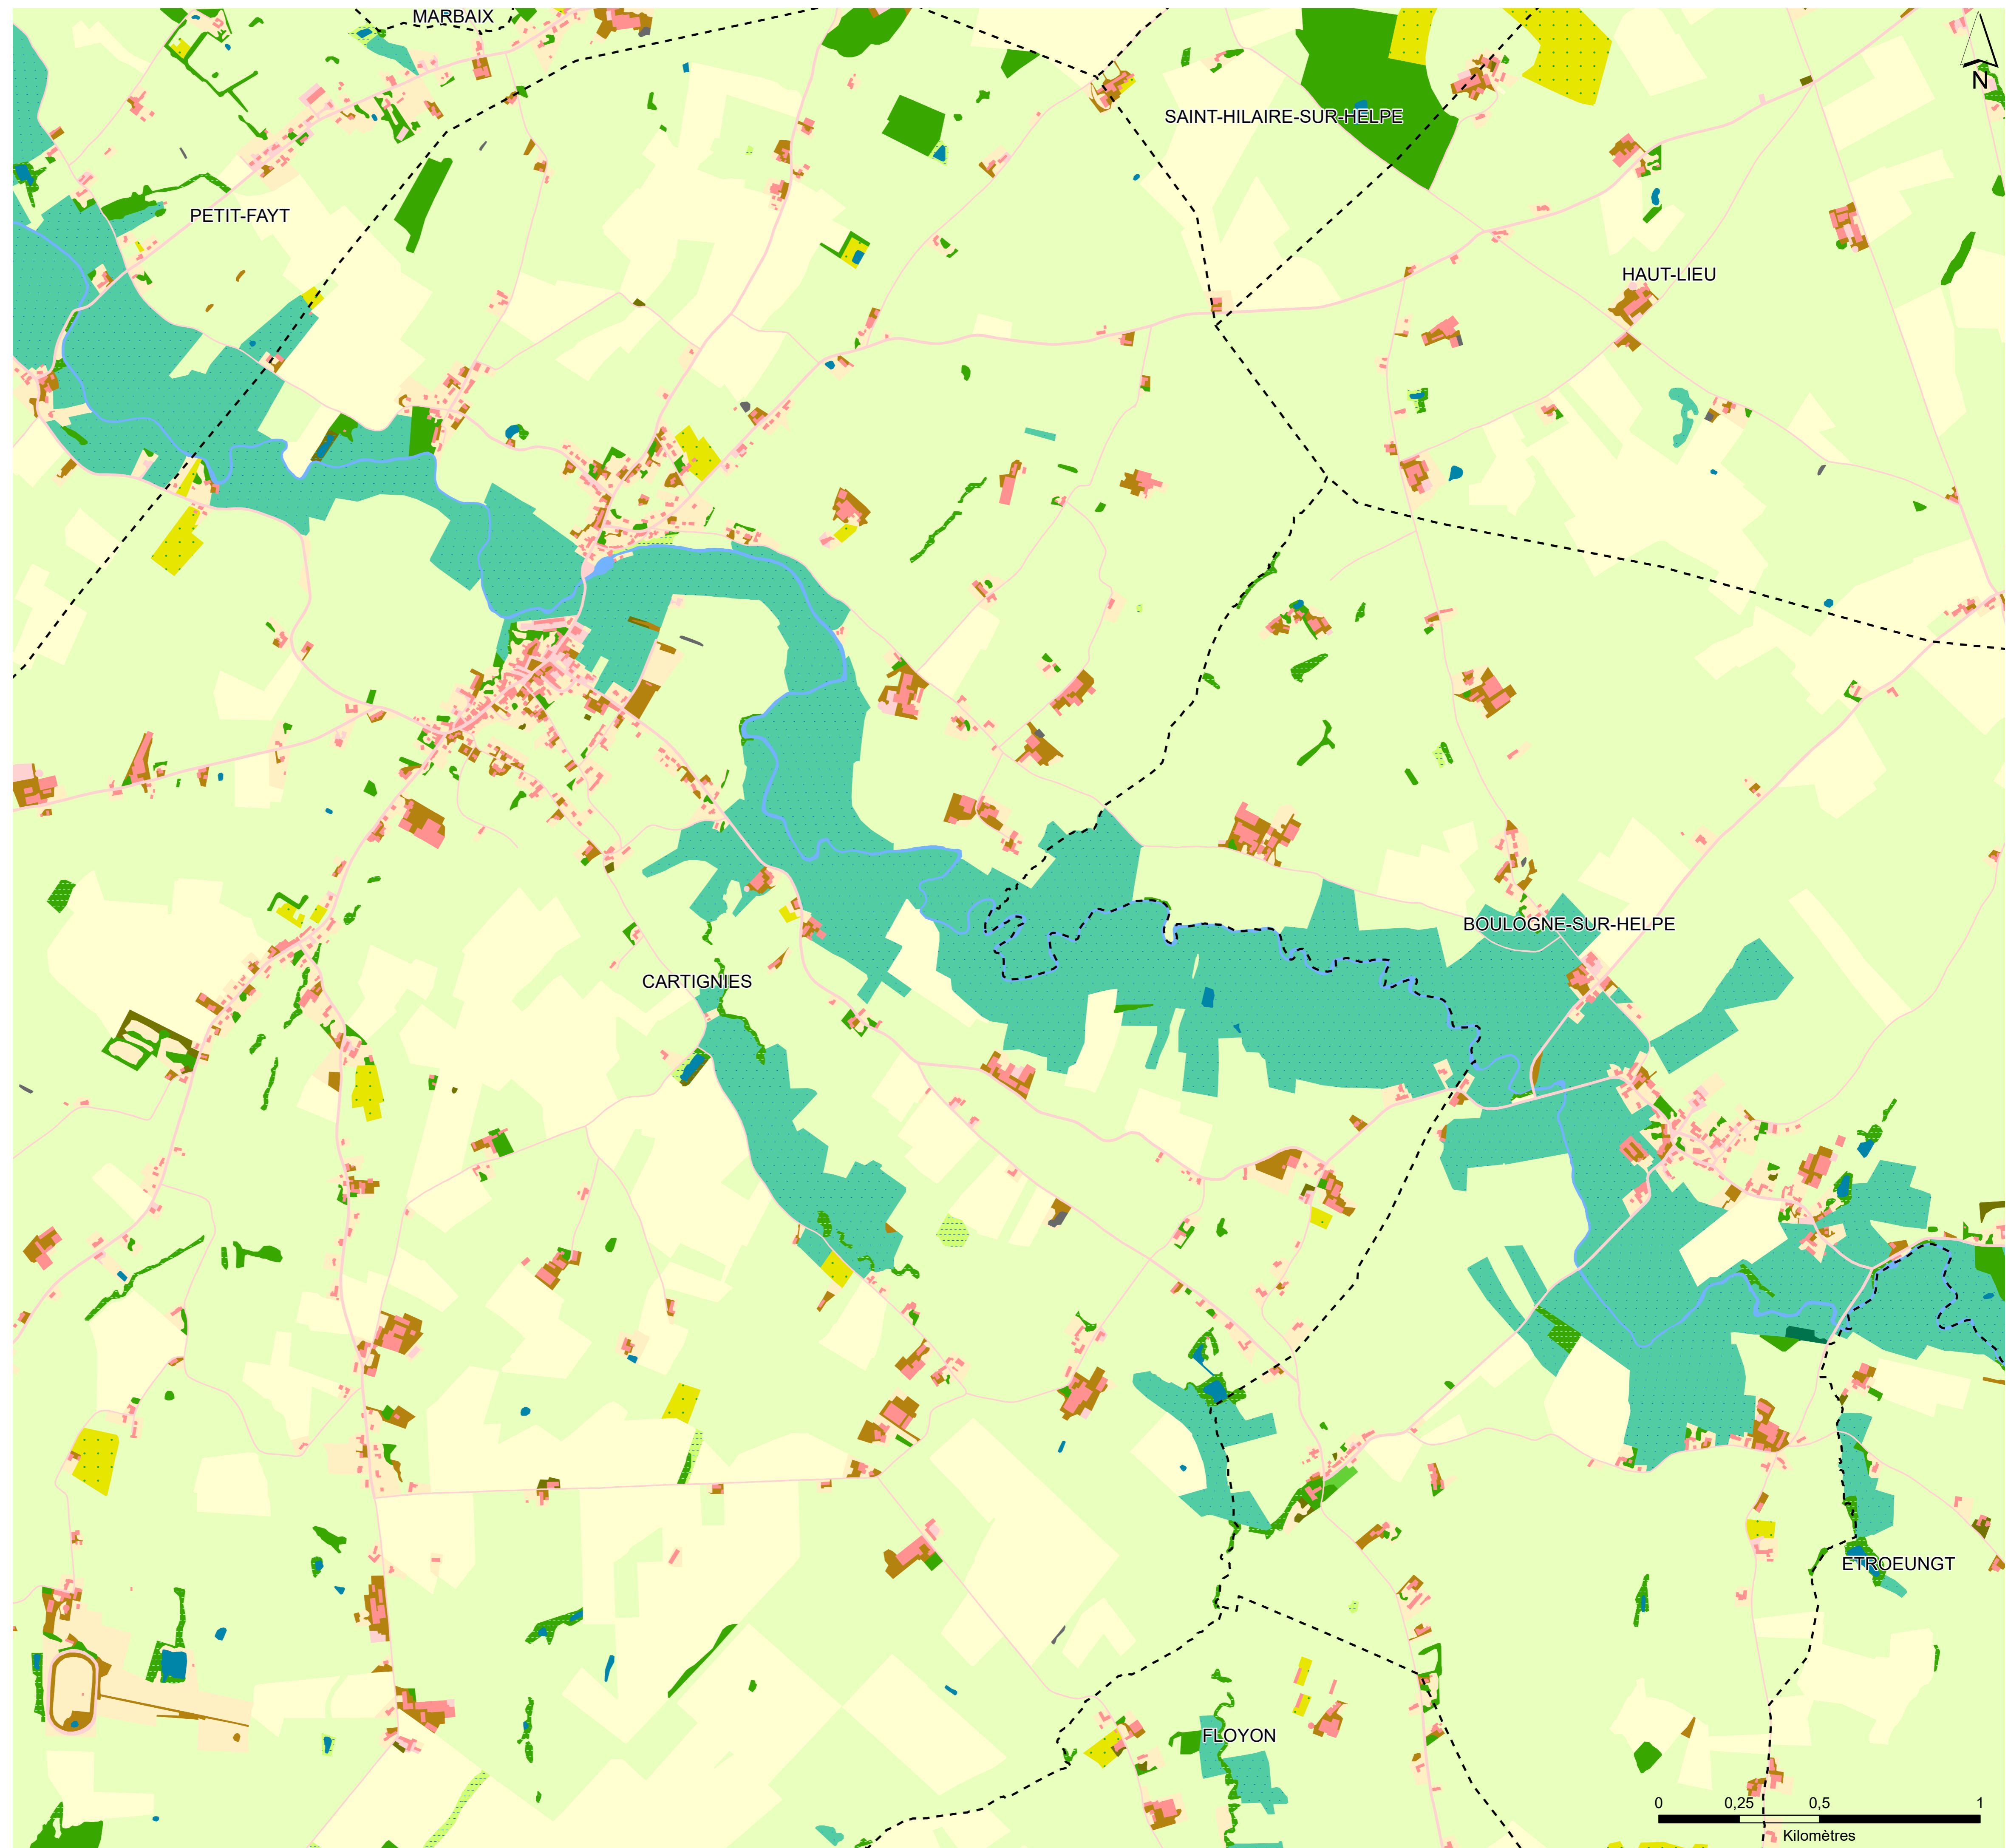 MARBAIX
N
SAINT-HILAIRE-SUR-HELPE
PETIT-FAYT
HAUT-LIEU
BOULOGNE-SUR-HELPE
CARTIGNIES
ETROEUNGT
FLOYON
0 0,25 0,5 1
Kilomètres